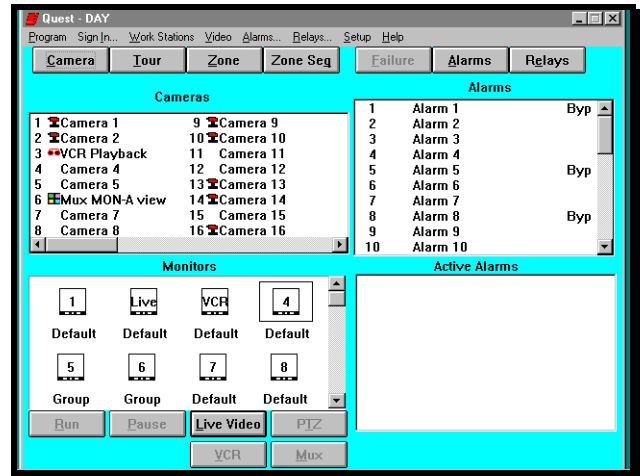 Quest - DAY
Program Sign In... Work Stations Video Alarms... Relays... Setup Help
Camera Tour Zone Zone Seq Failure Alarms Relays
Cameras
1 Camera 1 9 Camera 9
2 Camera 2 10 Camera 10
3 VCR Playback 11 Camera 11
4 Camera 4 12 Camera 12
5 Camera 5 13 Camera 13
6 Mux MON-A view 14 Camera 14
7 Camera 7 15 Camera 15
8 Camera 8 16 Camera 16
Alarms
1 Alarm 1 Byp
2 Alarm 2
3 Alarm 3
4 Alarm 4
5 Alarm 5 Byp
6 Alarm 6
7 Alarm 7
8 Alarm 8 Byp
9 Alarm 9
10 Alarm 10
Monitors
1 Live VCR 4
Default Default Default Default
5 6 7 8
Group Group Default Default
Active Alarms
Run Pause Live Video PTZ
VCR Mux